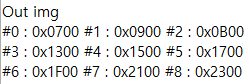 Out img
#0 : 0x0700 #1 : 0x0900 #2 : 0x0B00
#3 : 0x1300 #4 : 0x1500 #5 : 0x1700
#6 : 0x1F00 #7 : 0x2100 #8 : 0x2300